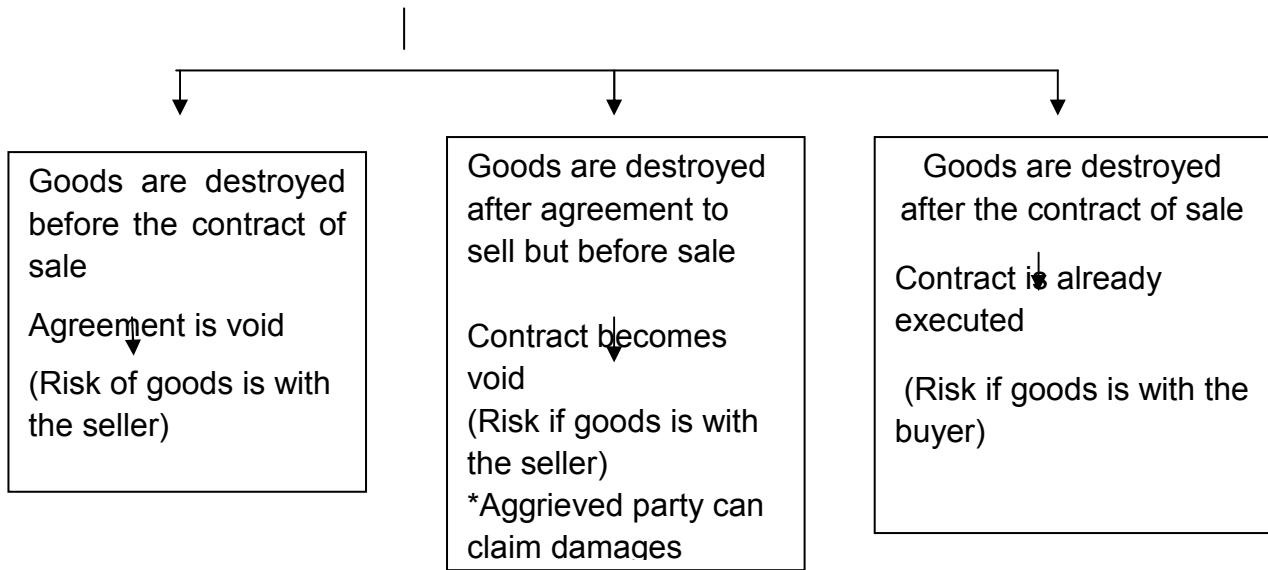 Goods are destroyed
before the contract of
sale
Agreement is void
(Risk of goods is with
the seller)
Goods are destroyed
after agreement to
sell but before sale
Contract becomes
void
(Risk if goods is with
the seller)
*Aggrieved party can
claim damages
Goods are destroyed
after the contract of sale
Contract is already
executed
(Risk if goods is with the
buyer)